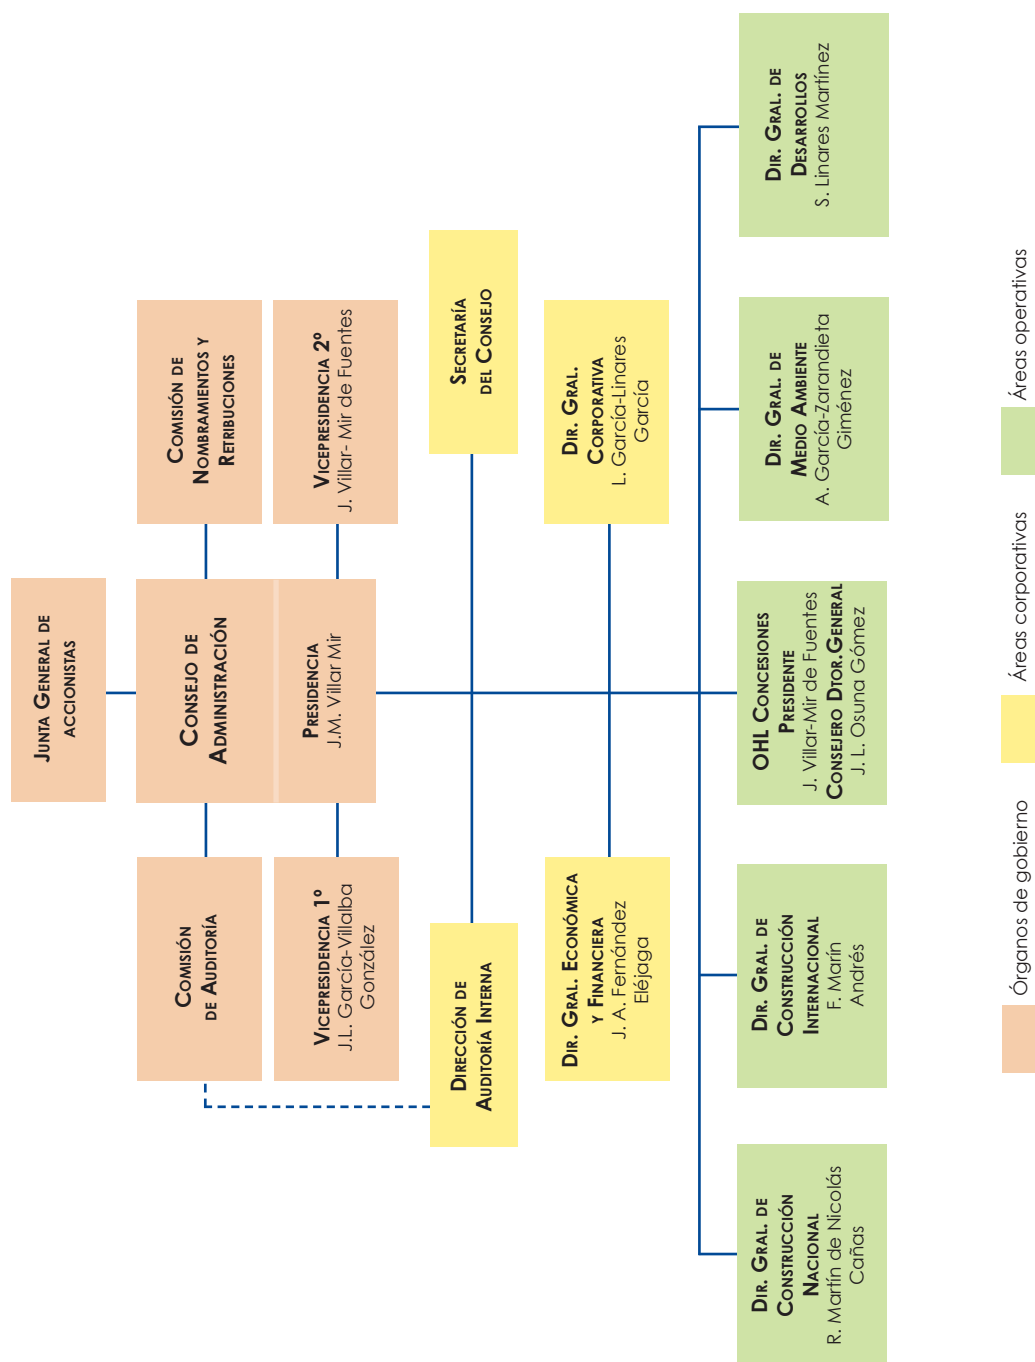 Junta General de
accionistas
Comisión
de Auditoría
Consejo de
Administración
Comisión de
Nombramientos y
Retribuciones
Vicepresidencia 1º
J.L. García-Villalba
González
Presidencia
J.M. Villar Mir
Vicepresidencia 2º
J. Villar- Mir de Fuentes
Dirección de
Auditoría Interna
Secretaría
del Consejo
Dir. Gral. Económica
y Financiera
J. A. Fernández
Eléjaga
Dir. Gral.
Corporativa
L. García-Linares
García
Dir. Gral. de
Construcción
Nacional
R. Martín de Nicolás
Cañas
Dir. Gral. de
Construcción
Internacional
F. Marín
Andrés
OHL Concesiones
Presidente
J. Villar-Mir de Fuentes
Consejero Dtor.General
J. L. Osuna Gómez
Dir. Gral. de
Medio Ambiente
A. García-Zarandieta
Giménez
Dir. Gral. de
Desarrollos
S. Linares Martínez
Órganos de gobierno
Áreas corporativas
Áreas operativas